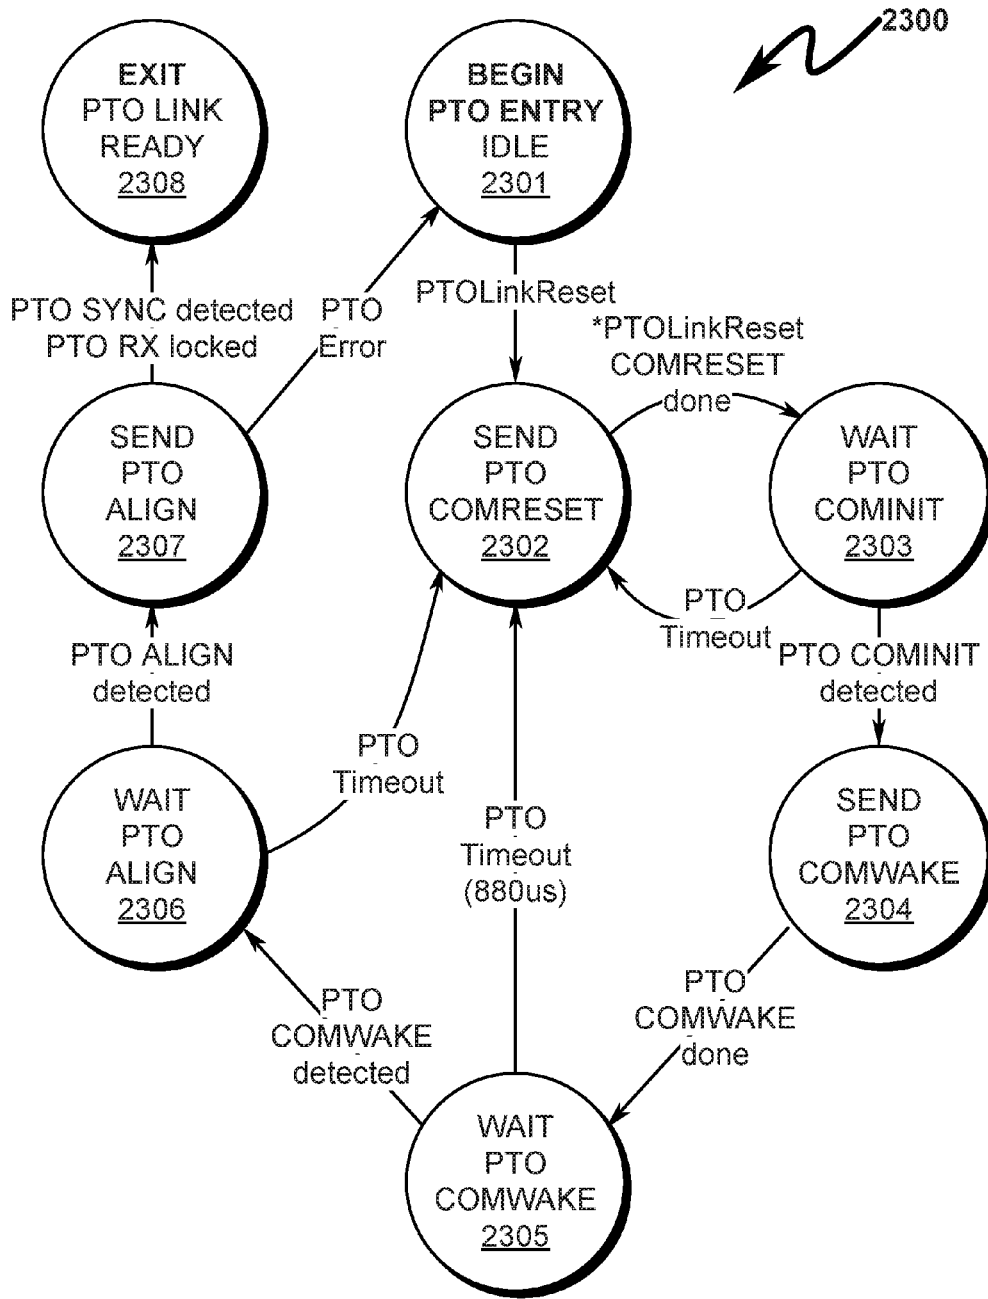 2300
EXIT
PTO LINK
READY
2308
BEGIN
PTO ENTRY
IDLE
2301
PTO SYNC detected
PTO RX locked
PTO
Error
PTOLinkReset
*PTOLinkReset
COMRESET
done
SEND
PTO
ALIGN
2307
SEND
PTO
COMRESET
2302
WAIT
PTO
COMINIT
2303
PTO
Timeout
PTO ALIGN
detected
PTO COMINIT
detected
PTO
Timeout
WAIT
PTO
ALIGN
2306
PTO
Timeout
(880us)
SEND
PTO
COMWAKE
2304
PTO
COMWAKE
detected
PTO
COMWAKE
done
WAIT
PTO
COMWAKE
2305